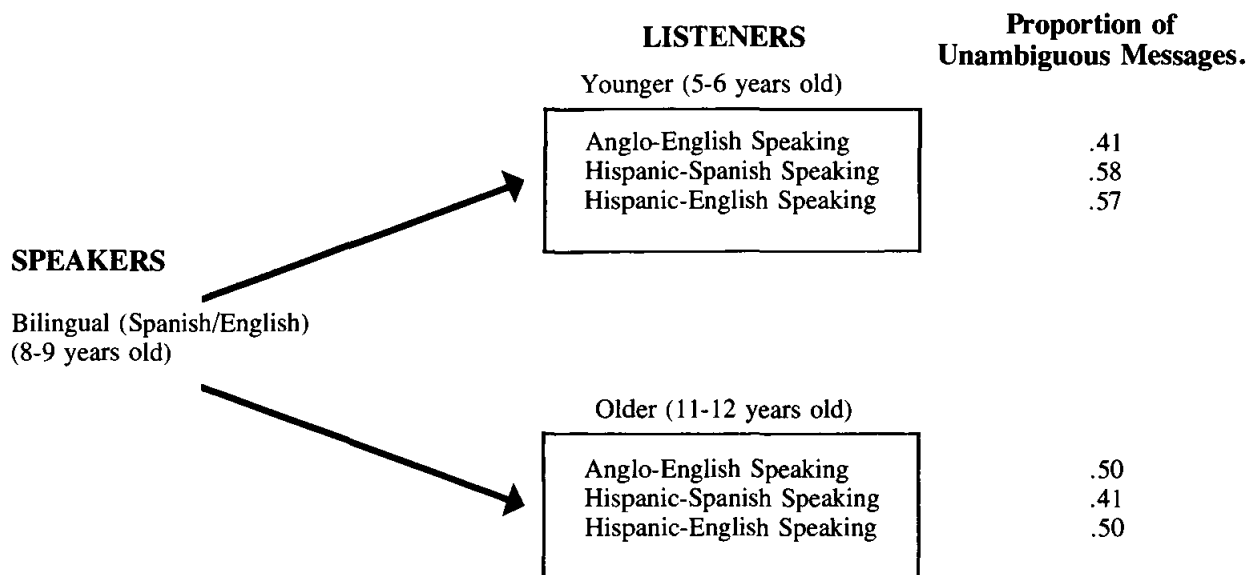 LISTENERS
Proportion of
Unambiguous Messages.
Younger (5-6 years old)
Anglo-English Speaking .41
Hispanic-Spanish Speaking .58
Hispanic-English Speaking .57
SPEAKERS
Bilingual (Spanish/English)
(8-9 years old)
Older (11-12 years old)
Anglo-English Speaking .50
Hispanic-Spanish Speaking .41
Hispanic-English Speaking .50